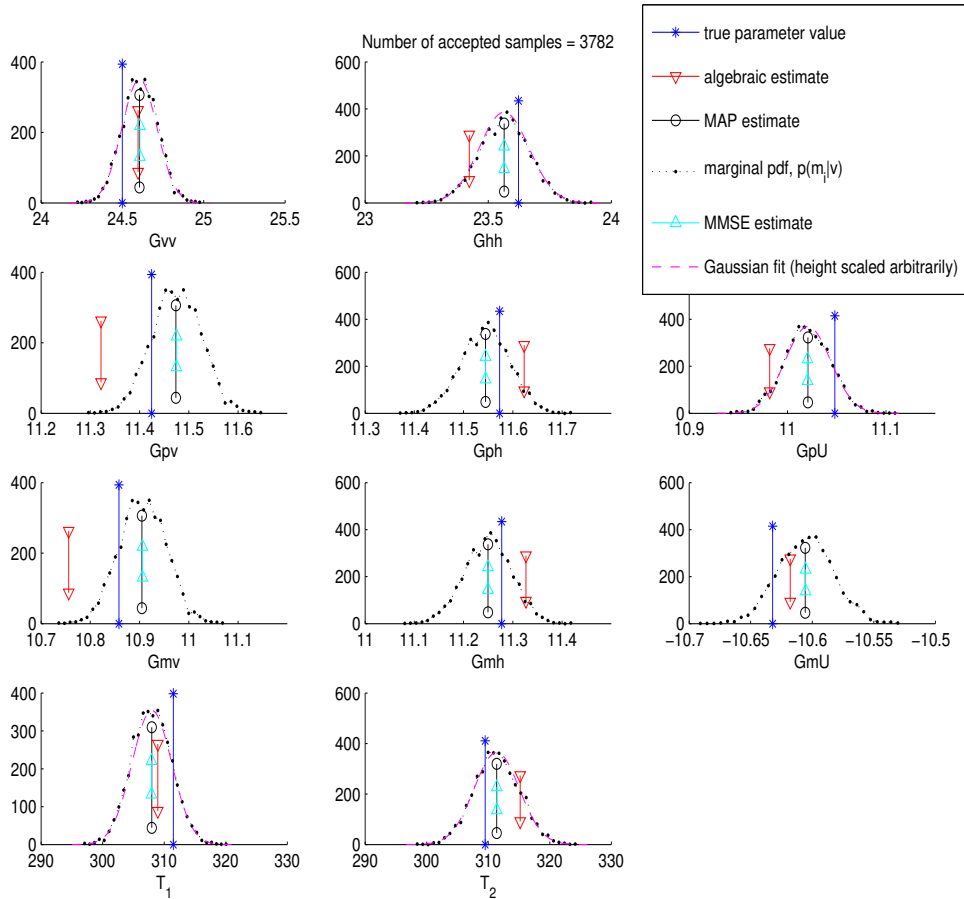 Number of accepted samples = 3782
true parameter value
algebraic estimate
MAP estimate
marginal pdf, p(m_i|v)
MMSE estimate
Gaussian fit (height scaled arbitrarily)
400
200
0
24 24.5 25 25.5
Gvv
600
400
200
0
23 23.5 24
Ghh
400
200
0
11.2 11.3 11.4 11.5 11.6
Gpv
600
400
200
0
11.3 11.4 11.5 11.6 11.7
Gph
400
200
0
10.9 11 11.1
GpU
400
200
0
10.7 10.8 10.9 11 11.1
Gmv
600
400
200
0
11 11.1 11.2 11.3 11.4
Gmh
600
400
200
0
−10.7 −10.65 −10.6 −10.55 −10.5
GmU
400
300
200
100
0
290 300 310 320 330
T_1
600
400
200
0
290 300 310 320 330
T_2